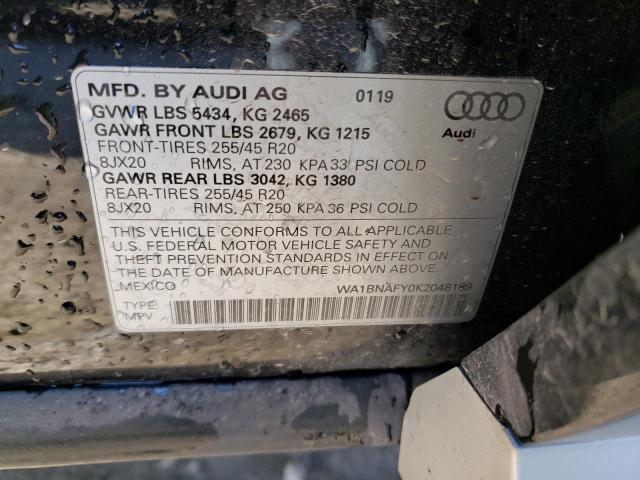 MFD. BY AUDI AG 0119
GVWR LBS 5434, KG 2465
GAWR FRONT LBS 2679, KG 1215
FRONT-TIRES 255/45 R20
8JX20 RIMS, AT 230 KPA 33 PSI COLD
GAWR REAR LBS 3042, KG 1380
REAR-TIRES 255/45 R20
8JX20 RIMS, AT 250 KPA 36 PSI COLD
Audi
THIS VEHICLE CONFORMS TO ALL APPLICABLE
U.S. FEDERAL MOTOR VEHICLE SAFETY AND
THEFT PREVENTION STANDARDS IN EFFECT ON
THE DATE OF MANUFACTURE SHOWN ABOVE.
MEXICO WA1BNAFY0K2048189
TYPE:
MPV